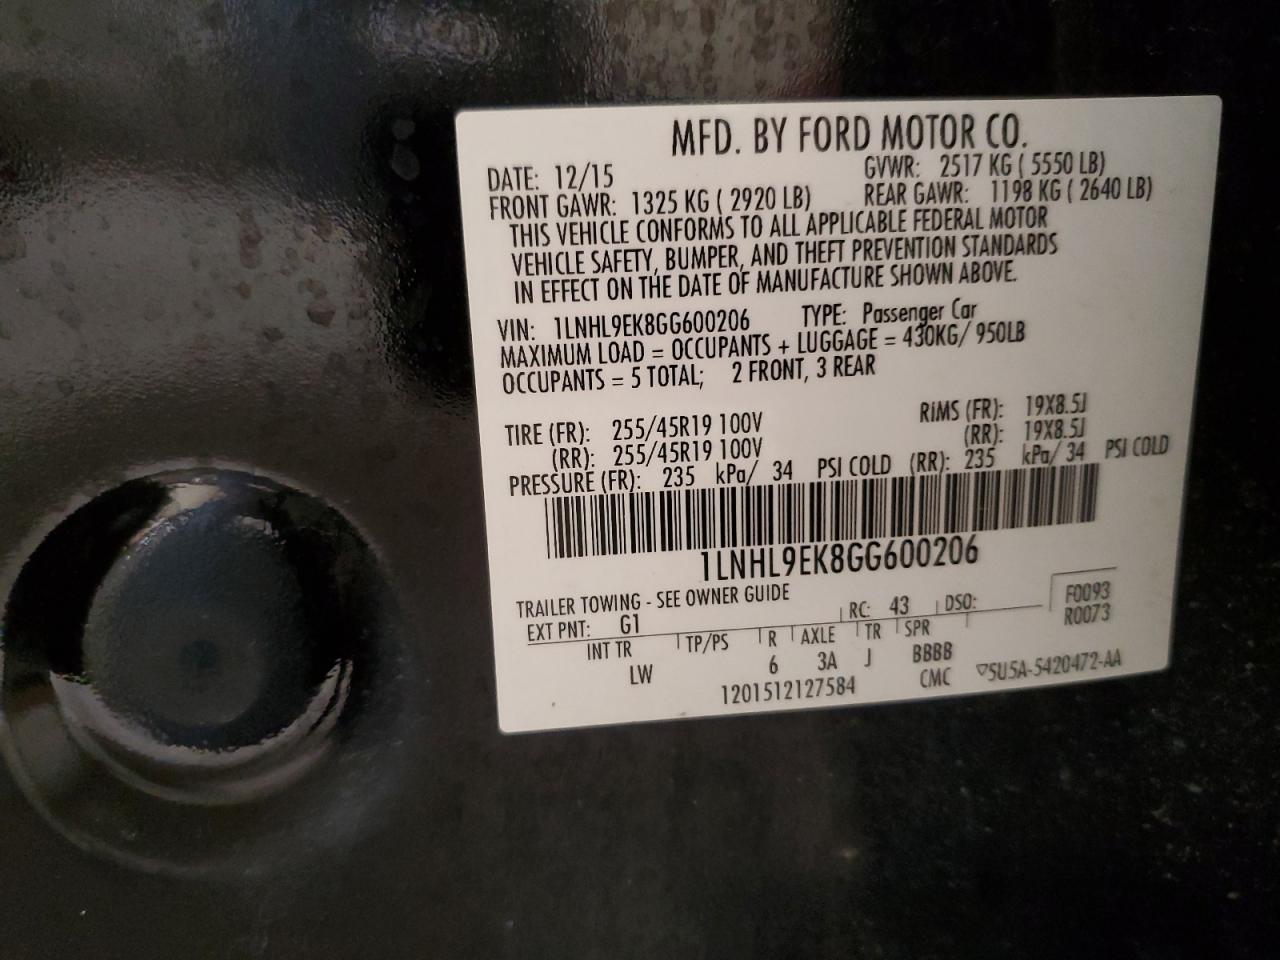 MFD. BY FORD MOTOR CO.
DATE: 12/15 GVWR: 2517 KG ( 5550 LB)
FRONT GAWR: 1325 KG ( 2920 LB) REAR GAWR: 1198 KG ( 2640 LB)
THIS VEHICLE CONFORMS TO ALL APPLICABLE FEDERAL MOTOR
VEHICLE SAFETY, BUMPER, AND THEFT PREVENTION STANDARDS
IN EFFECT ON THE DATE OF MANUFACTURE SHOWN ABOVE.
VIN: 1LNHL9EK8GG600206 TYPE: Passenger Car
MAXIMUM LOAD = OCCUPANTS + LUGGAGE = 430KG/ 950LB
OCCUPANTS = 5 TOTAL; 2 FRONT, 3 REAR
TIRE (FR): 255/45R19 100V RIMS (FR): 19X8.5J
(RR): 255/45R19 100V (RR): 19X8.5J
PRESSURE (FR): 235 kPa/ 34 PSI COLD (RR): 235 kPa/ 34 PSI COLD
1LNHL9EK8GG600206
TRAILER TOWING - SEE OWNER GUIDE
EXT PNT: G1 RC: 43 DSO: F0093
R0073
INT TR TP/PS R AXLE TR SPR
LW 6 3A J BBBB
1201512127584 CMC ▽5U5A-5420472-AA